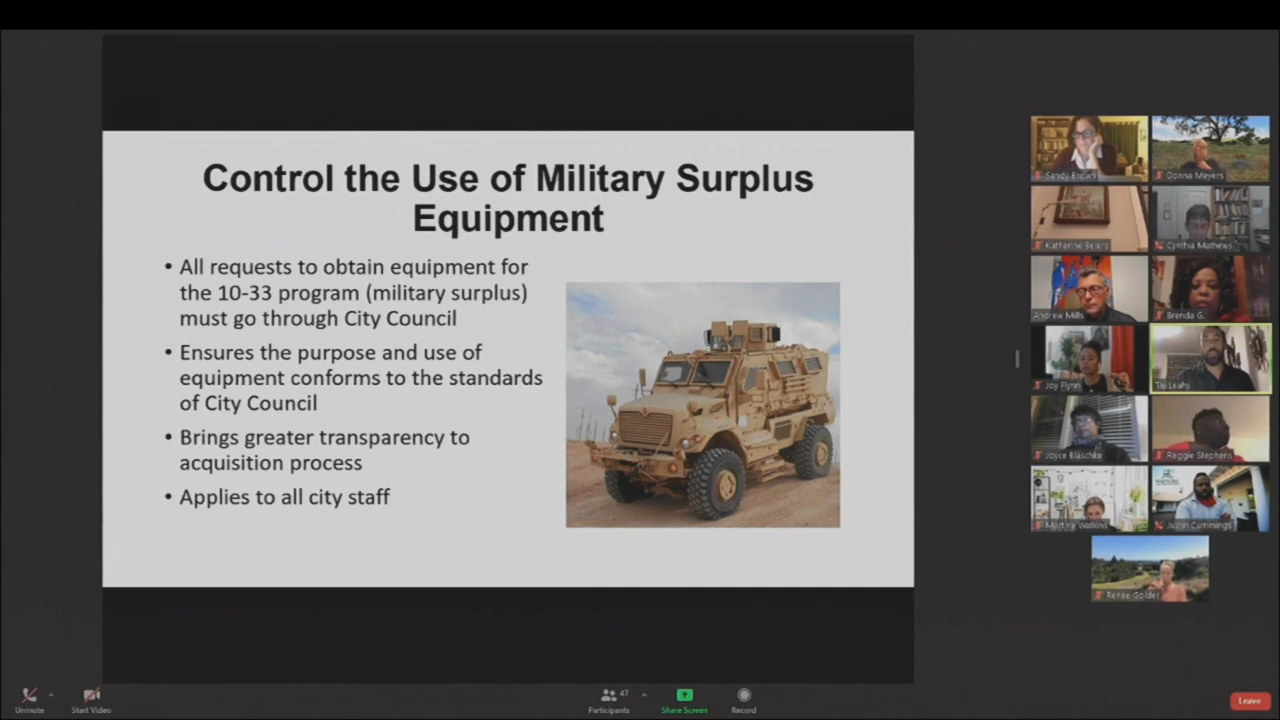 Control the Use of Military Surplus
Equipment
• All requests to obtain equipment for
the 10-33 program (military surplus)
must go through City Council
• Ensures the purpose and use of
equipment conforms to the standards
of City Council
• Brings greater transparency to
acquisition process
• Applies to all city staff
Sandy Brown
Donna Meyers
Katherine Beiers
Cynthia Mathews
Andrew Mills
Brenda G.
Joy Flynn
Taj Leahy
Joyce Blaschke
Reggie Stephens
Martine Watkins
Justin Cummings
Renee Golder
Unmute
Start Video
47
Participants
Share Screen
Record
Leave